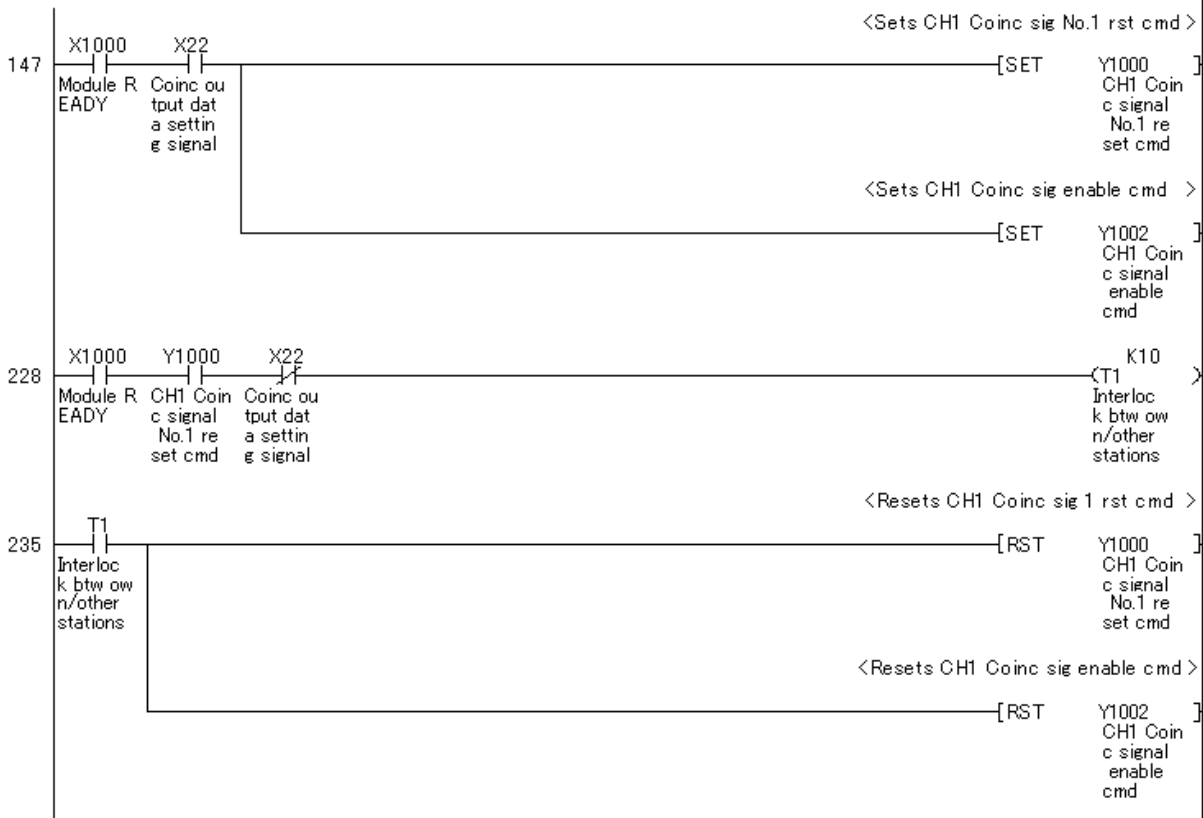 <Sets CH1 Coinc sig No.1 rst cmd >
X1000 X22
147 [SET Y1000 ]
Module R Coinc ou CH1 Coin
EADY tput dat c signal
a settin No.1 re
g signal set cmd
<Sets CH1 Coinc sig enable cmd >
[SET Y1002 ]
CH1 Coin
c signal
enable
cmd
X1000 Y1000 X22 K10
228 (T1 )
Module R CH1 Coin Coinc ou Interloc
EADY c signal tput dat k btw ow
No.1 re a settin n/other
set cmd g signal stations
<Resets CH1 Coinc sig 1 rst cmd >
T1
235 [RST Y1000 ]
Interloc CH1 Coin
k btw ow c signal
n/other No.1 re
stations set cmd
<Resets CH1 Coinc sig enable cmd >
[RST Y1002 ]
CH1 Coin
c signal
enable
cmd